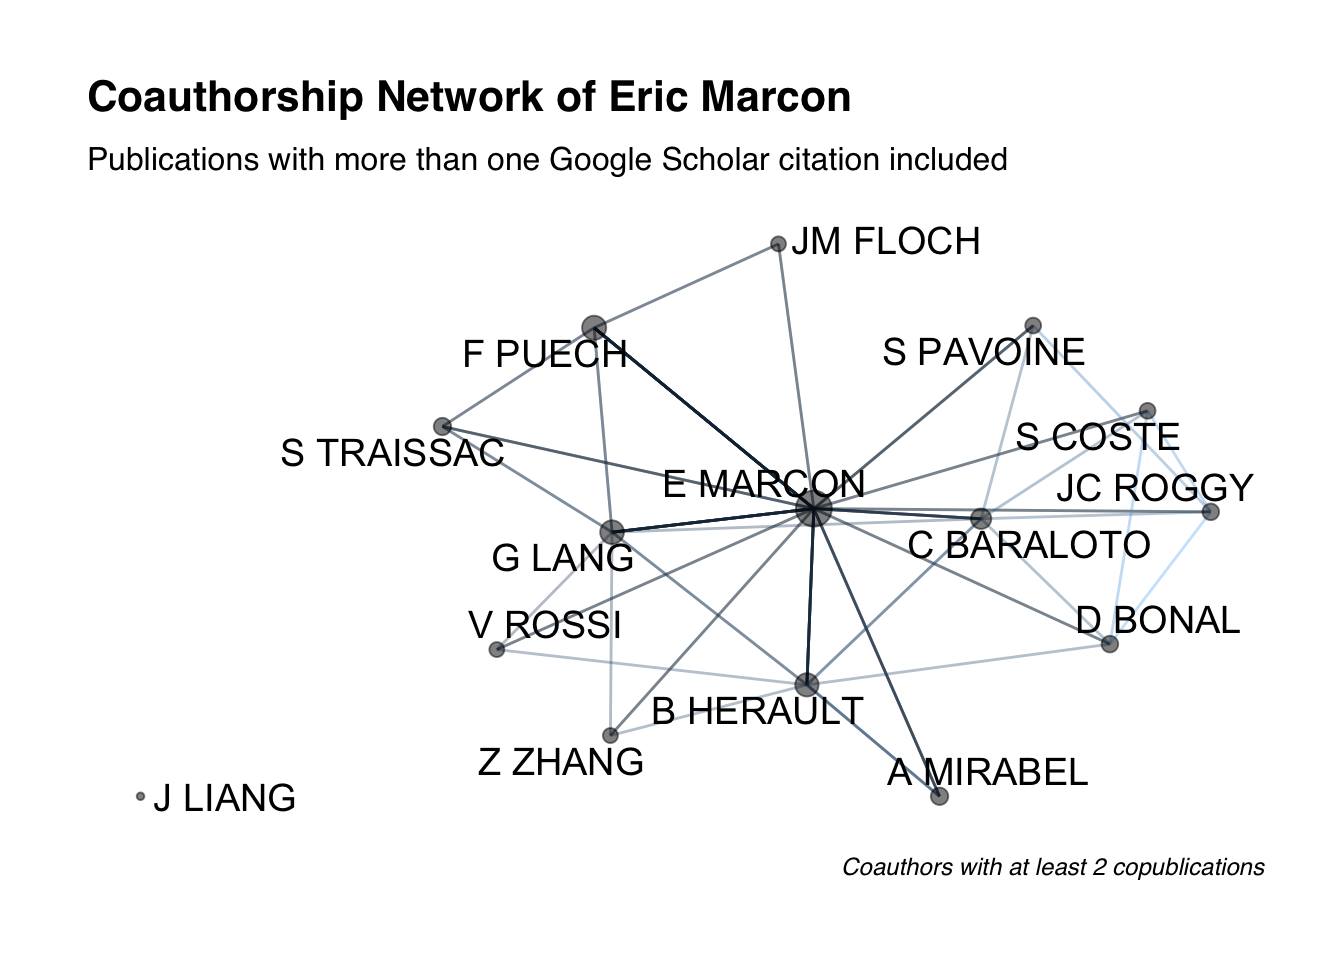 Coauthorship Network of Eric Marcon
Publications with more than one Google Scholar citation included
JM FLOCH
F PUECH
S PAVOINE
S TRAISSAC
S COSTE
E MARCON
JC ROGGY
G LANG
C BARALOTO
V ROSSI
D BONAL
B HERAULT
Z ZHANG
A MIRABEL
J LIANG
Coauthors with at least 2 copublications